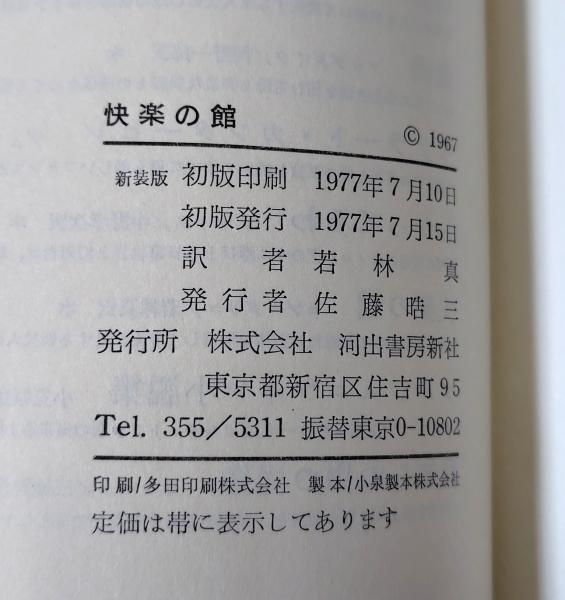 快楽の館
© 1967
新装版 初版印刷 1977年7月10日
初版発行 1977年7月15日
訳者 若林真
発行者 佐藤晧三
発行所 株式会社 河出書房新社
東京都新宿区住吉町95
Tel. 355/5311 振替東京0-10802
印刷/多田印刷株式会社 製本/小泉製本株式会社
定価は帯に表示してあります